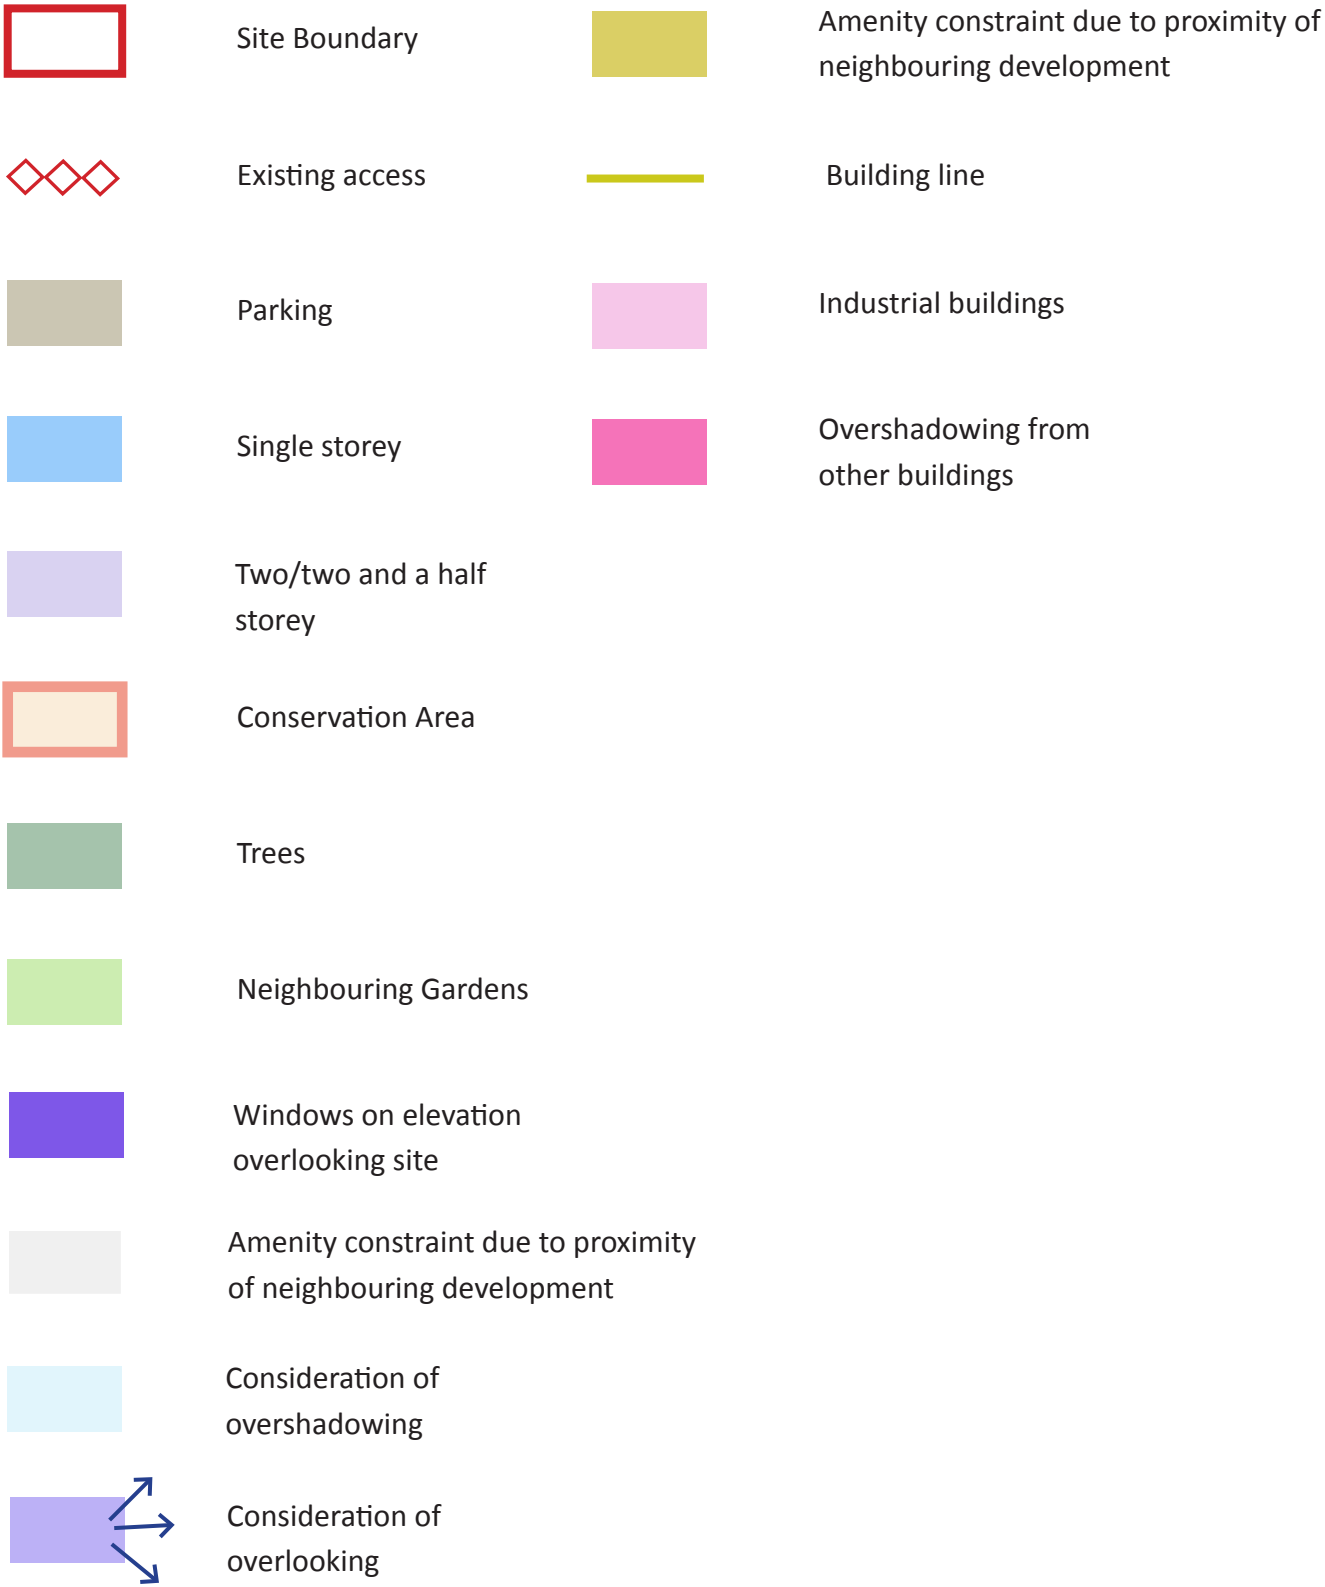 Site Boundary
Existing access
Parking
Single storey
Two/two and a half
storey
Conservation Area
Trees
Neighbouring Gardens
Windows on elevation
overlooking site
Amenity constraint due to proximity
of neighbouring development
Consideration of
overshadowing
Consideration of
overlooking
Amenity constraint due to proximity of
neighbouring development
Building line
Industrial buildings
Overshadowing from
other buildings